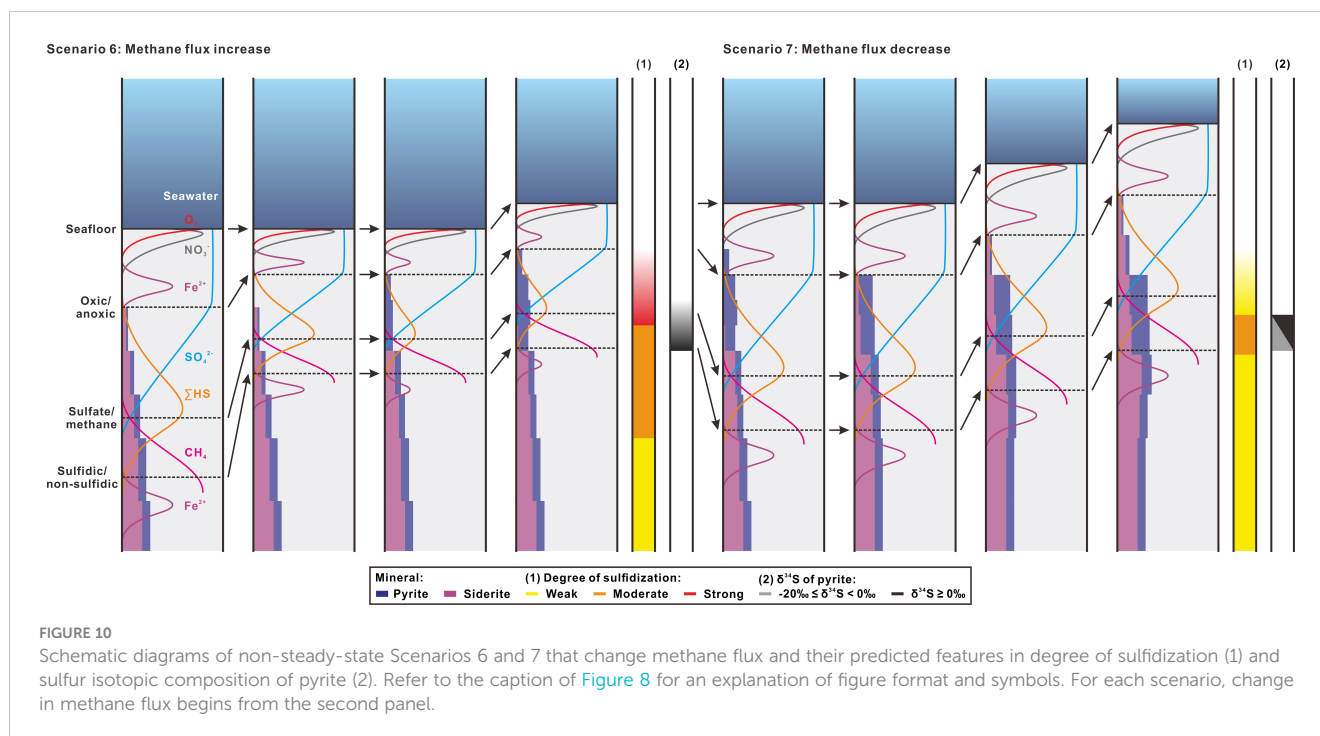 Scenario 6: Methane flux increase
Scenario 7: Methane flux decrease
(1)
(2)
(1)
(2)
Seawater
Seafloor
O₂
NO₃⁻
Fe²⁺
Oxic/
anoxic
SO₄²⁻
∑HS
Sulfate/
methane
CH₄
Sulfidic/
non-sulfidic
Fe²⁺
Mineral: (1) Degree of sulfidization: (2) δ³⁴S of pyrite:
Pyrite Siderite Weak Moderate Strong -20‰ ≤ δ³⁴S < 0‰ δ³⁴S ≥ 0‰
FIGURE 10
Schematic diagrams of non-steady-state Scenarios 6 and 7 that change methane flux and their predicted features in degree of sulfidization (1) and
sulfur isotopic composition of pyrite (2). Refer to the caption of Figure 8 for an explanation of figure format and symbols. For each scenario, change
in methane flux begins from the second panel.